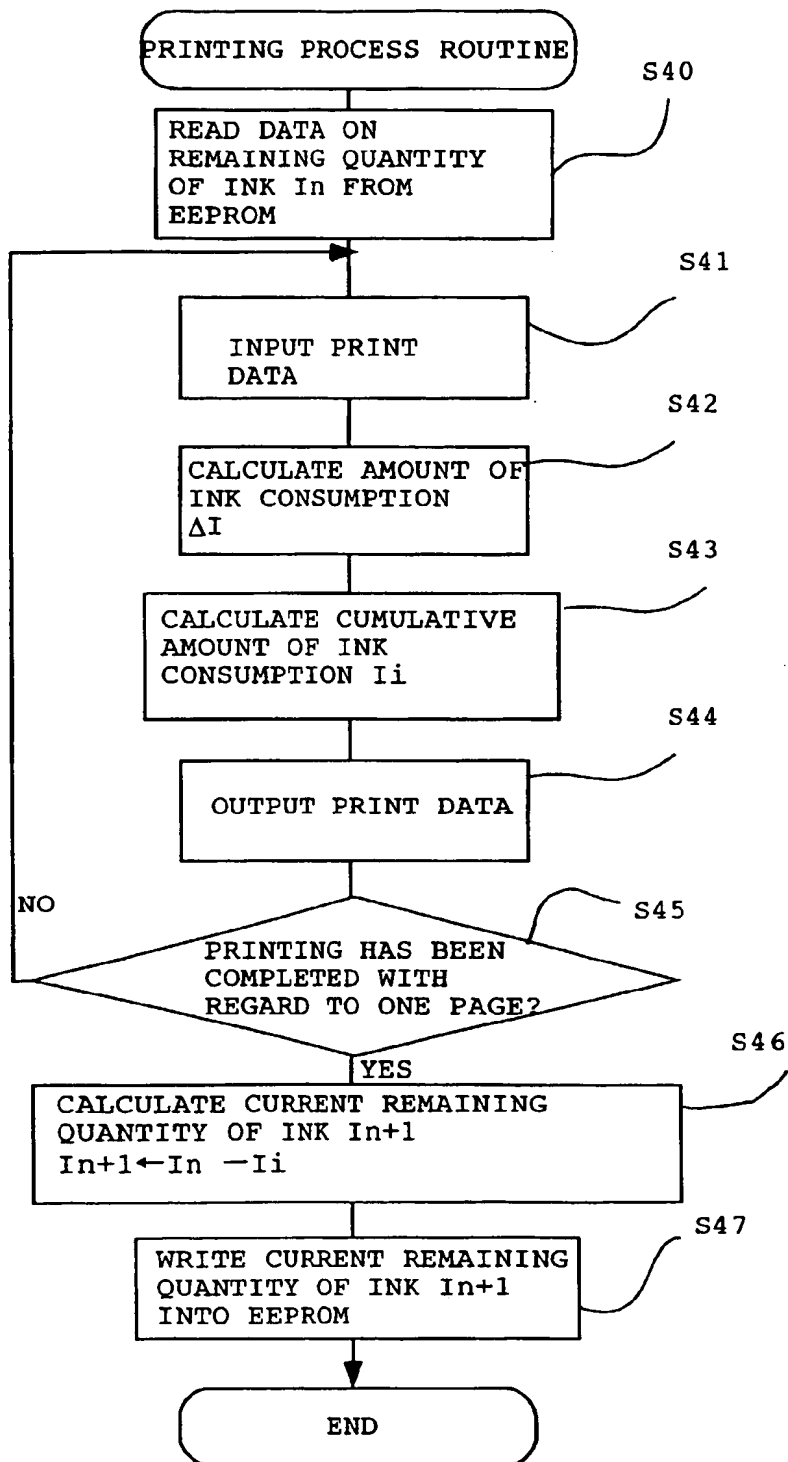 PRINTING PROCESS ROUTINE
S40
READ DATA ON
REMAINING QUANTITY
OF INK In FROM
EEPROM
S41
INPUT PRINT
DATA
S42
CALCULATE AMOUNT OF
INK CONSUMPTION
ΔI
S43
CALCULATE CUMULATIVE
AMOUNT OF INK
CONSUMPTION Ii
S44
OUTPUT PRINT DATA
NO
S45
PRINTING HAS BEEN
COMPLETED WITH
REGARD TO ONE PAGE?
YES
S46
CALCULATE CURRENT REMAINING
QUANTITY OF INK In+1
In+1←In —Ii
S47
WRITE CURRENT REMAINING
QUANTITY OF INK In+1
INTO EEPROM
END